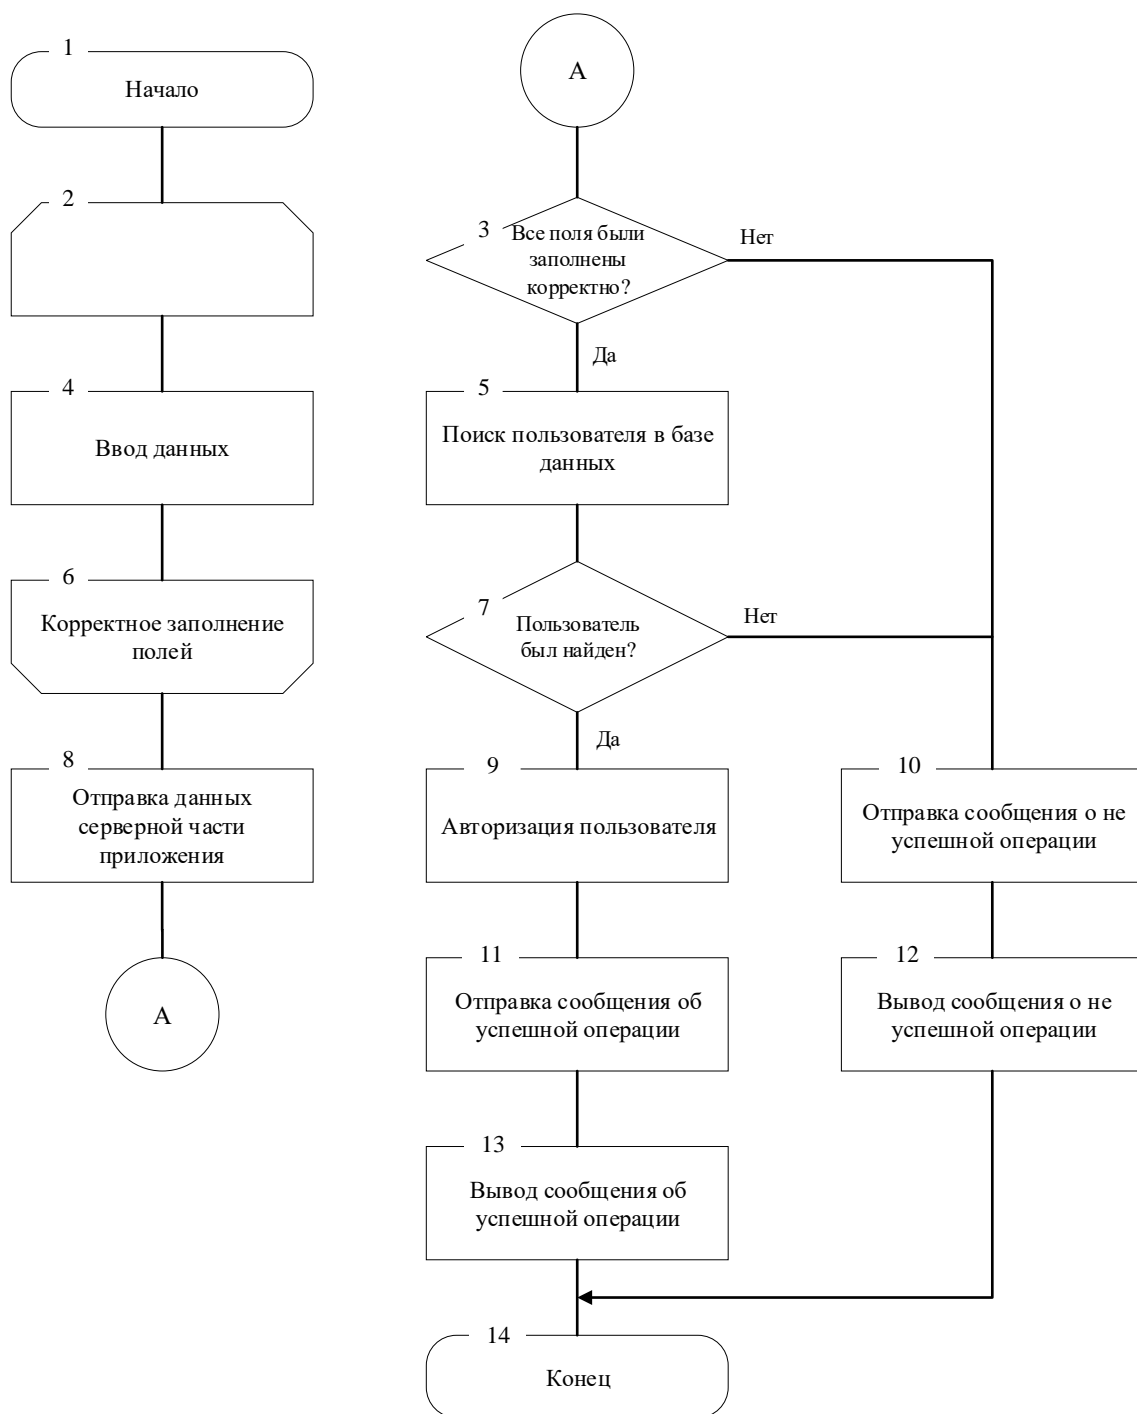 1
Начало
2
4
Ввод данных
6
Корректное заполнение
полей
8
Отправка данных
серверной части
приложения
А
А
3
Все поля были
заполнены
корректно?
Нет
Да
5
Поиск пользователя в базе
данных
7
Пользователь
был найден?
Нет
Да
9
Авторизация пользователя
10
Отправка сообщения о не
успешной операции
11
Отправка сообщения об
успешной операции
12
Вывод сообщения о не
успешной операции
13
Вывод сообщения об
успешной операции
14
Конец